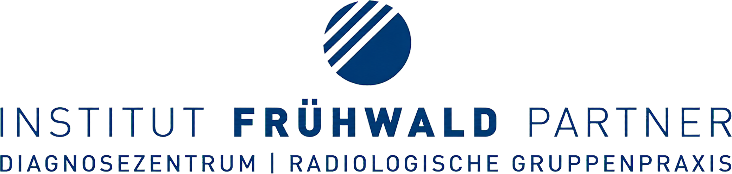 INSTITUT FRÜHWALD PARTNER
DIAGNOSEZENTRUM | RADIOLOGISCHE GRUPPENPRAXIS